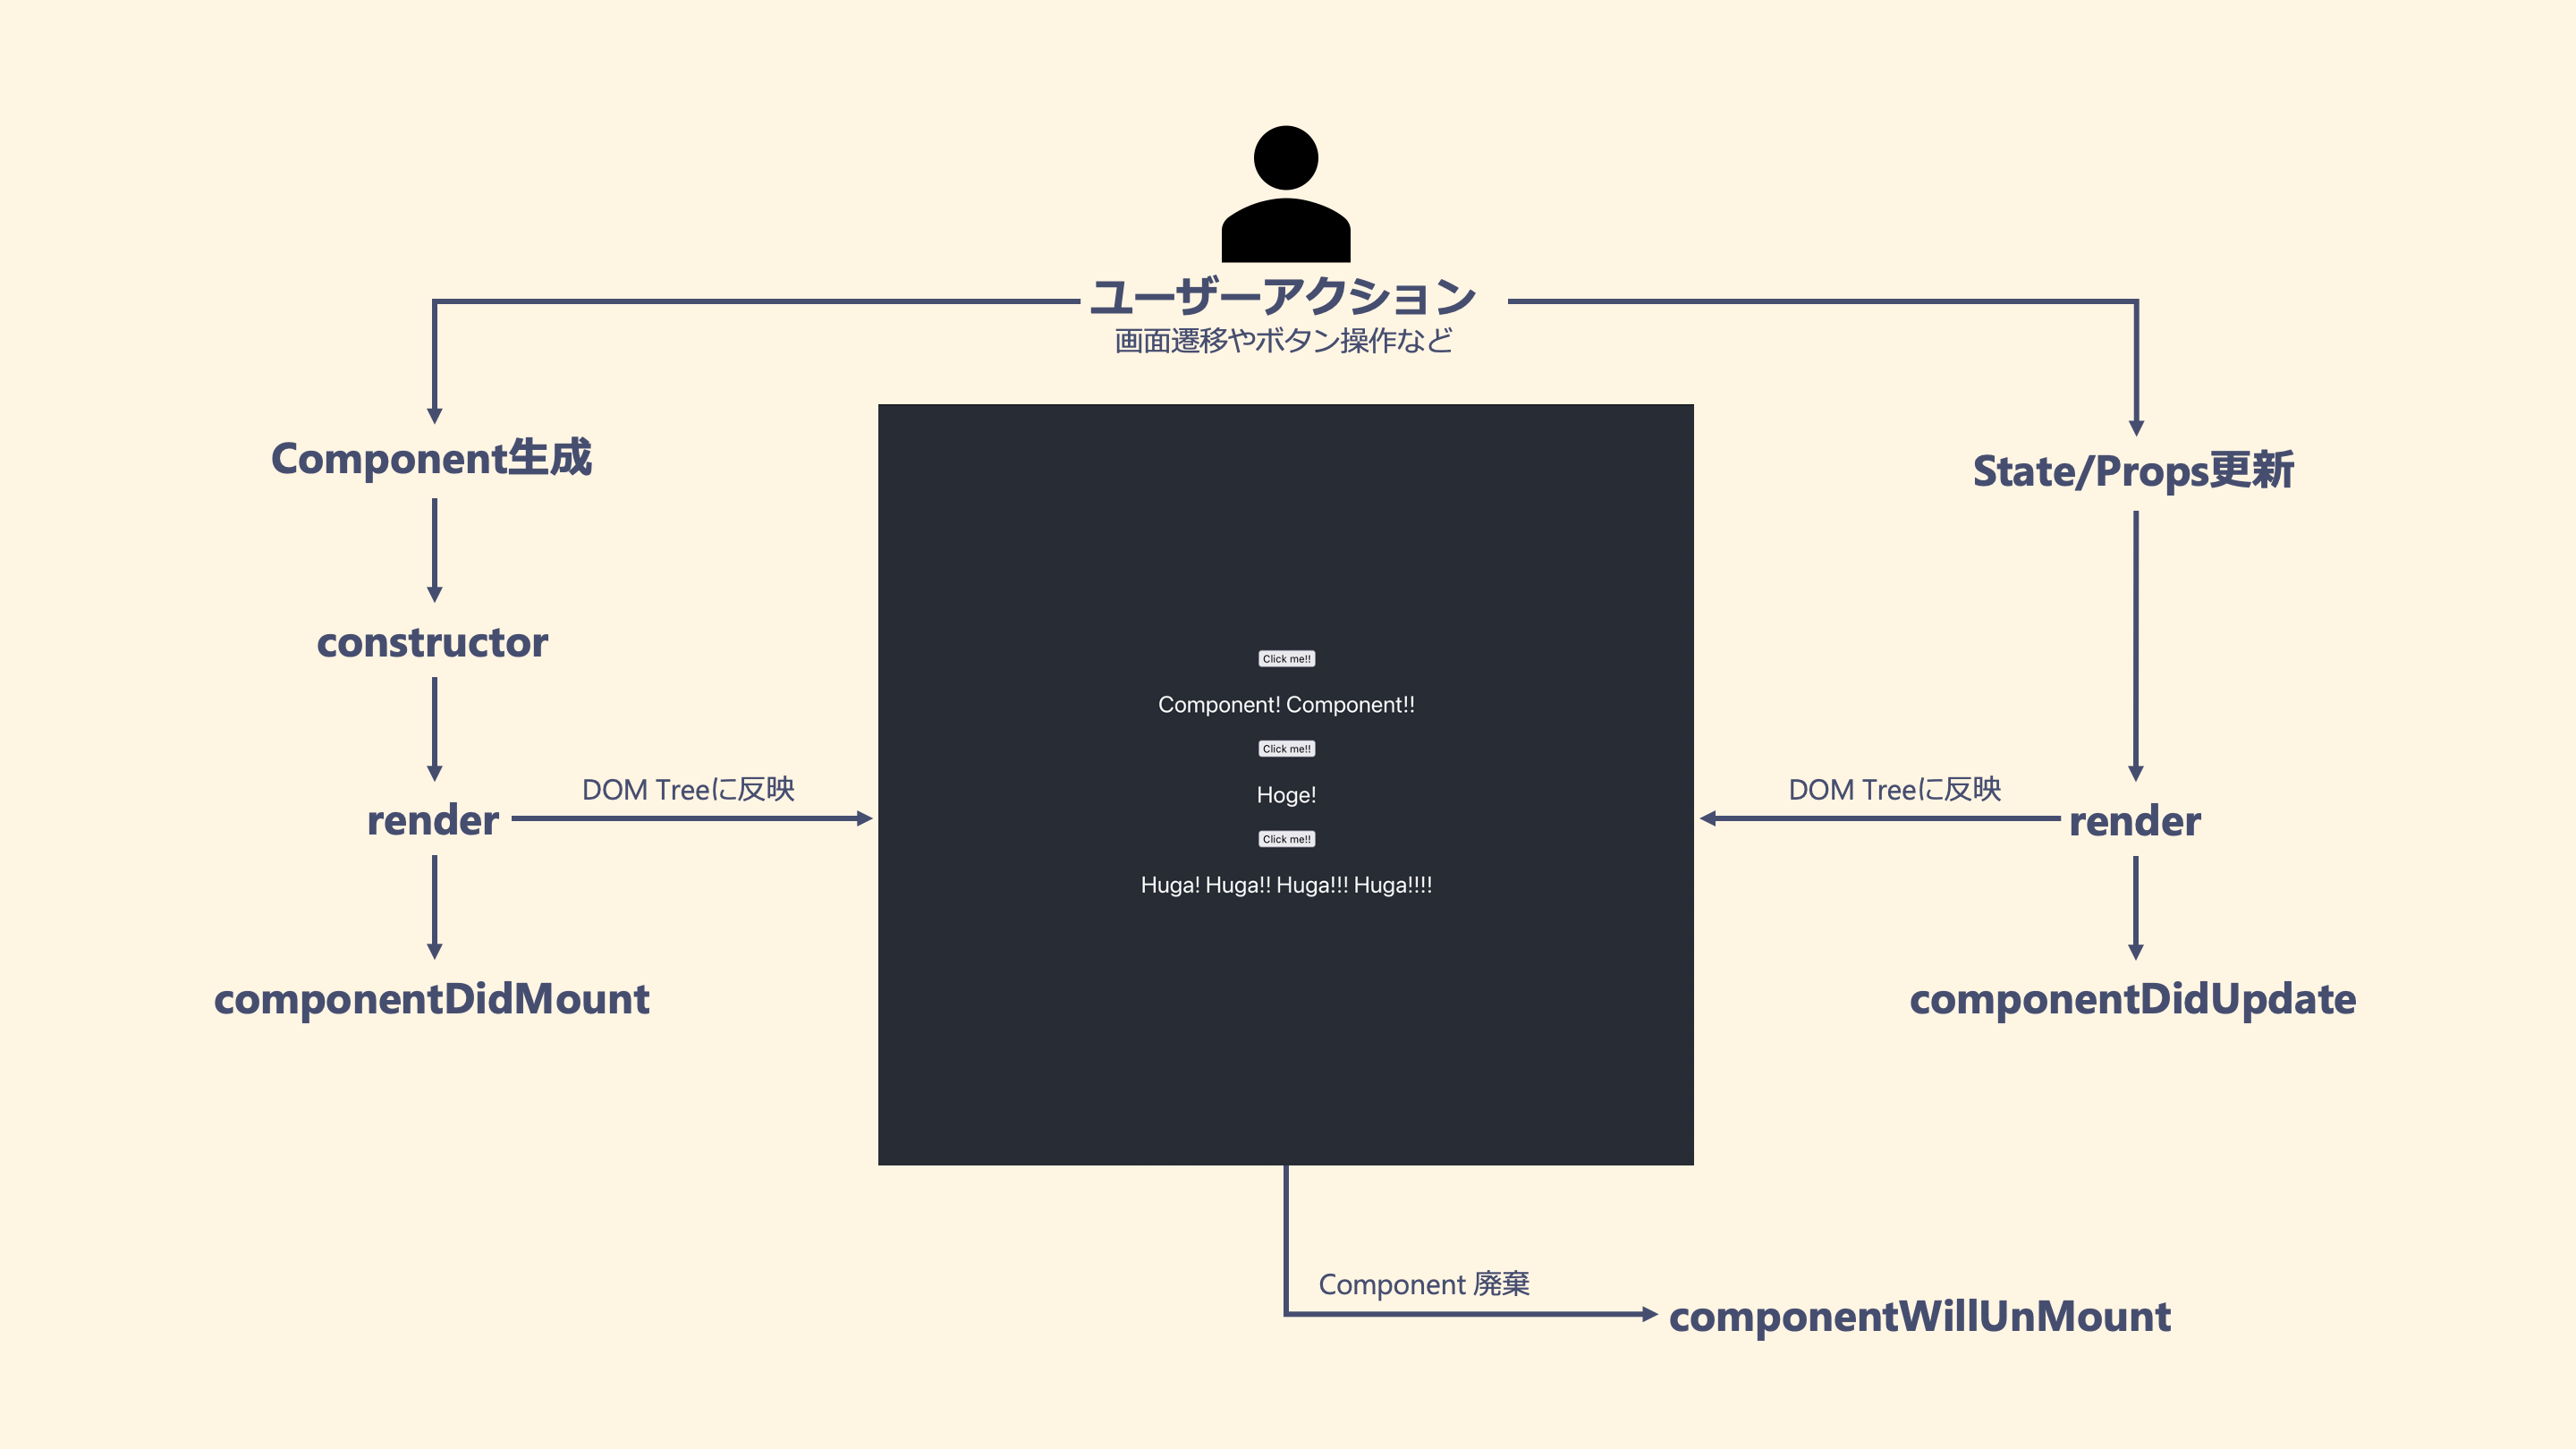 ユーザーアクション
画面遷移やボタン操作など
Component生成
constructor
render
componentDidMount
DOM Treeに反映
Click me!!
Component! Component!!
Click me!!
Hoge!
Click me!!
Huga! Huga!! Huga!!! Huga!!!!
State/Props更新
DOM Treeに反映
render
componentDidUpdate
Component 廃棄
componentWillUnMount